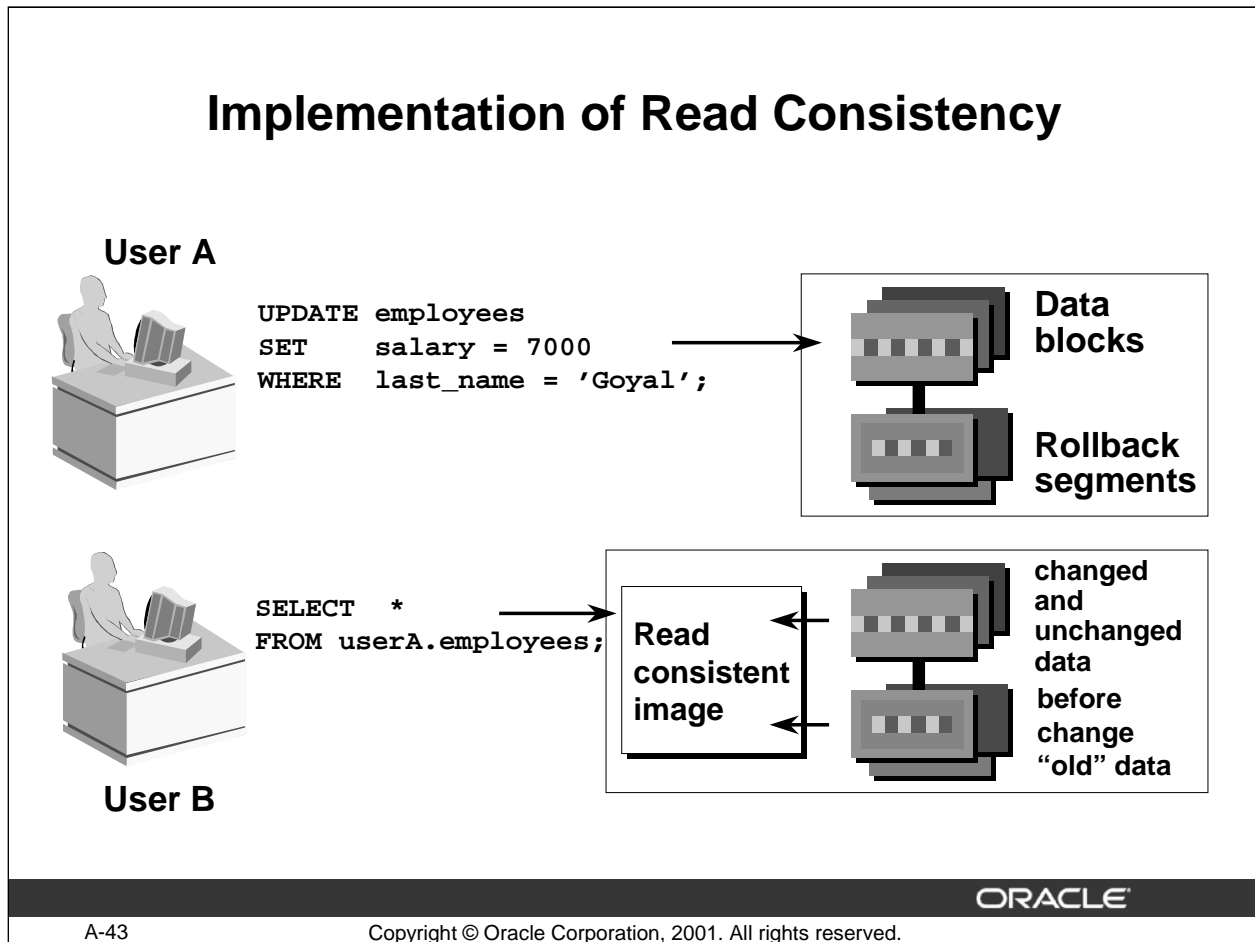 Implementation of Read Consistency
User A
UPDATE employees
SET salary = 7000
WHERE last_name = ’Goyal’;
Data
blocks
Rollback
segments
SELECT *
FROM userA.employees;
User B
Read
consistent
image
changed
and
unchanged
data
before
change
“old” data
ORACLE®
A-43
Copyright © Oracle Corporation, 2001. All rights reserved.